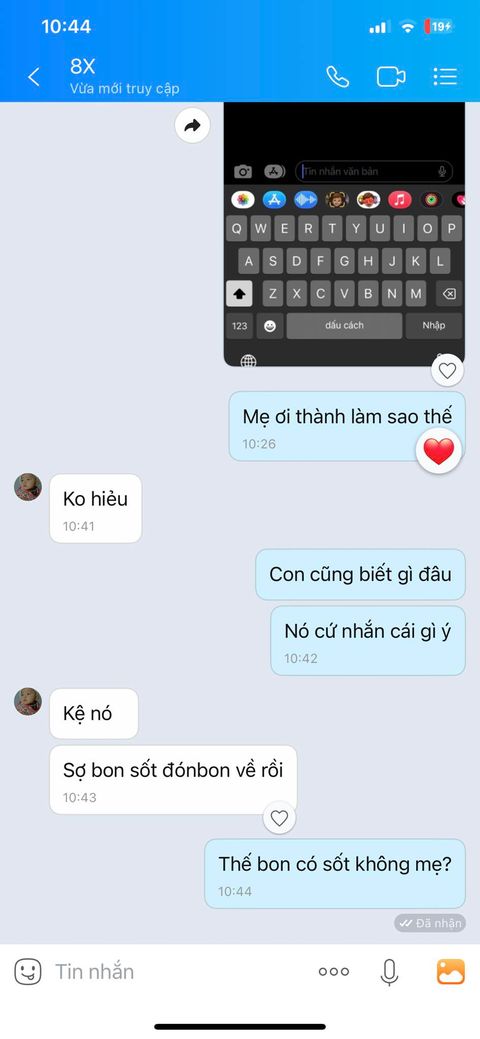 10:44
19
8X
Vừa mới truy cập
Tin nhắn văn bản
Q W E R T Y U I O P
A S D F G H J K L
Z X C V B N M
123
dấu cách
Nhập
Mẹ ơi thành làm sao thế
10:26
Ko hiẻu
10:41
Con cũng biết gì đâu
Nó cứ nhắn cái gì ý
10:42
Kệ nó
Sợ bon sốt đónbon về rồi
10:43
Thế bon có sốt không mẹ?
10:44
Đã nhận
Tin nhắn